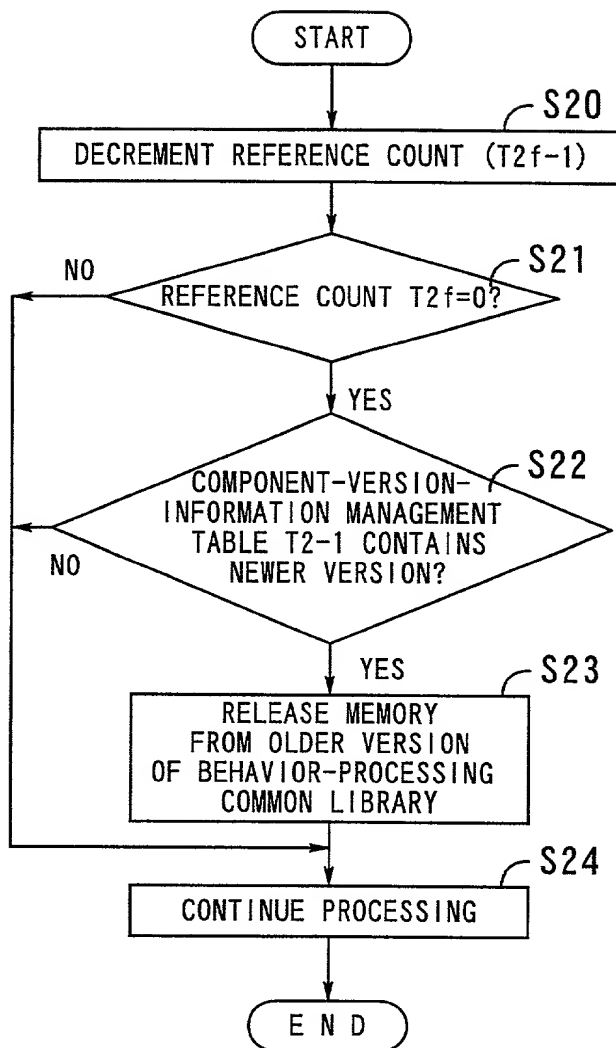 START
S20
DECREMENT REFERENCE COUNT (T2f-1)
S21
NO
REFERENCE COUNT T2f=0?
YES
S22
COMPONENT-VERSION-
INFORMATION MANAGEMENT
TABLE T2-1 CONTAINS
NEWER VERSION?
NO
YES
S23
RELEASE MEMORY
FROM OLDER VERSION
OF BEHAVIOR-PROCESSING
COMMON LIBRARY
S24
CONTINUE PROCESSING
END